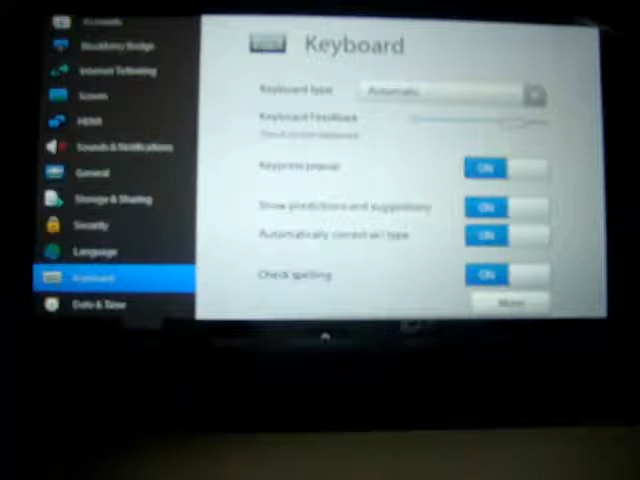 Accounts
BlackBerry Bridge
Internet Tethering
Screen
HDMI
Sounds & Notifications
General
Storage & Sharing
Security
Language
Keyboard
Date & Time
Keyboard
Keyboard type
Automatic
Keyboard Feedback
Keypress popup
ON
Show predictions and suggestions
ON
Automatically correct as I type
ON
Check spelling
ON
More